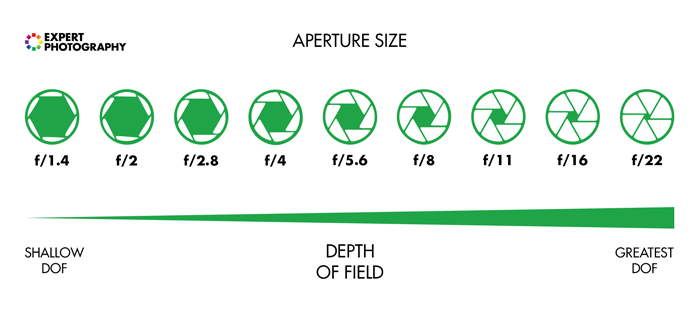 EXPERT
PHOTOGRAPHY
APERTURE SIZE
f/1.4 f/2 f/2.8 f/4 f/5.6 f/8 f/11 f/16 f/22
SHALLOW
DOF
DEPTH
OF FIELD
GREATEST
DOF